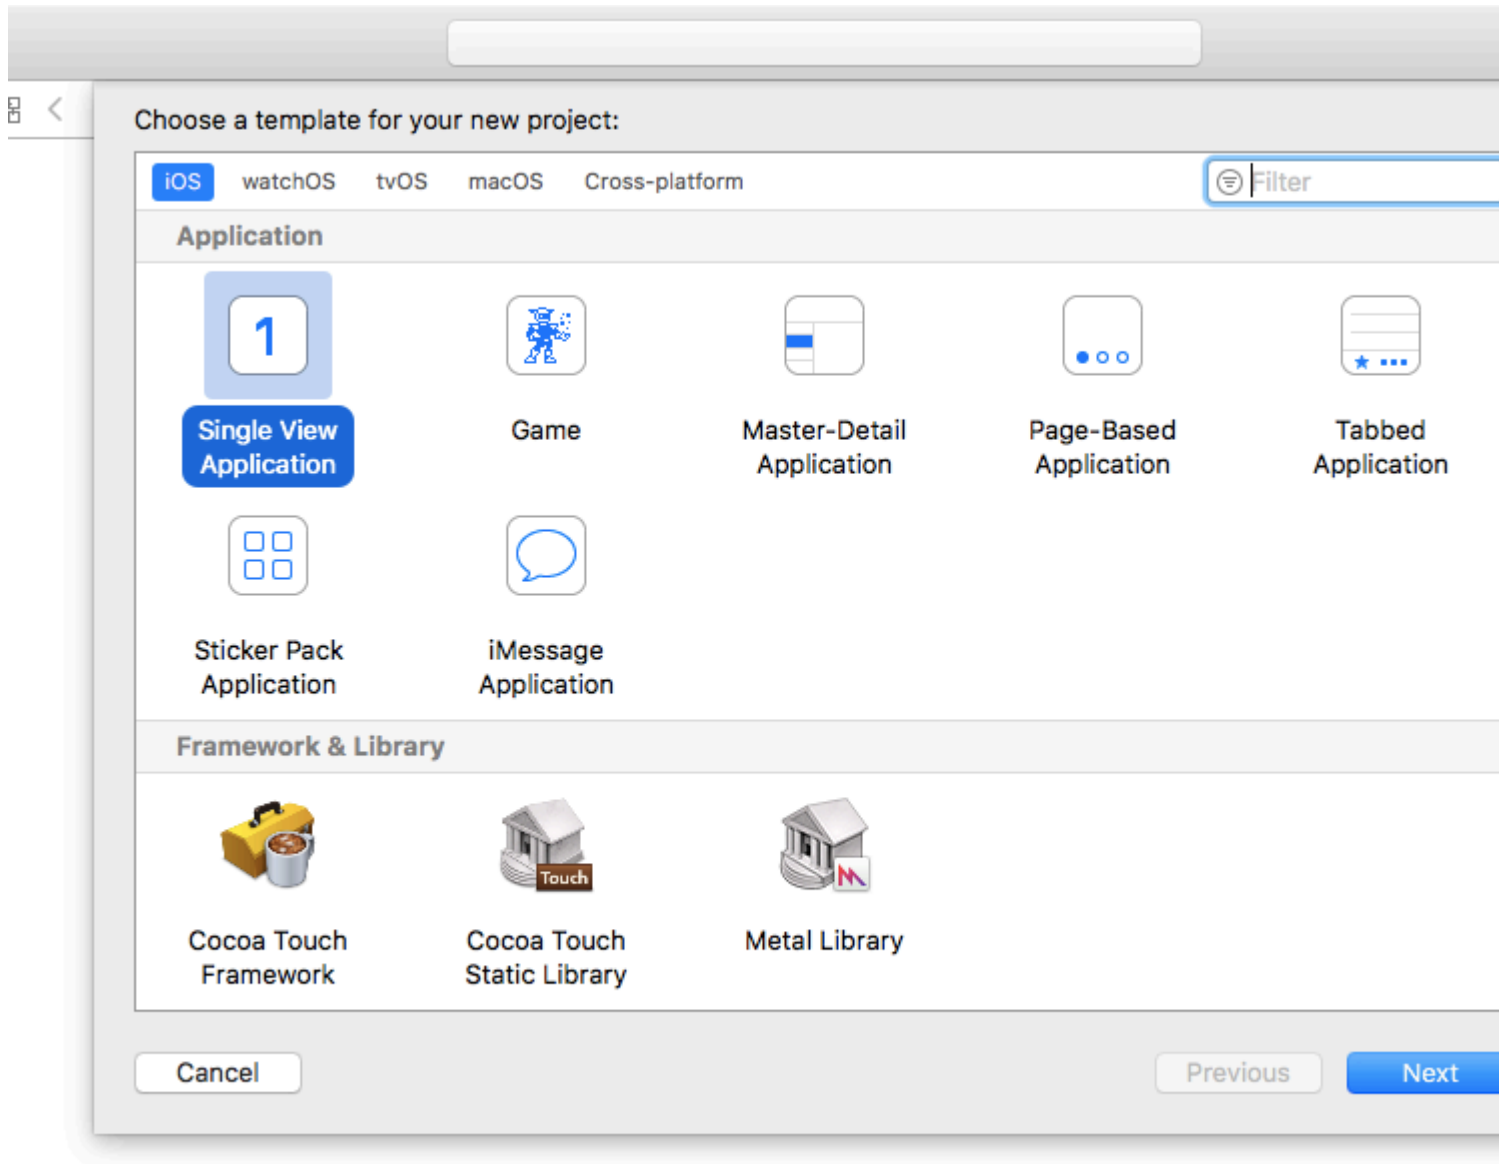 Choose a template for your new project:
iOS watchOS tvOS macOS Cross-platform Filter
Application
1
Single View Game Master-Detail Page-Based Tabbed
Application Application Application Application
Sticker Pack iMessage
Application Application
Framework & Library
Touch
Cocoa Touch Cocoa Touch Metal Library
Framework Static Library
Cancel Previous Next